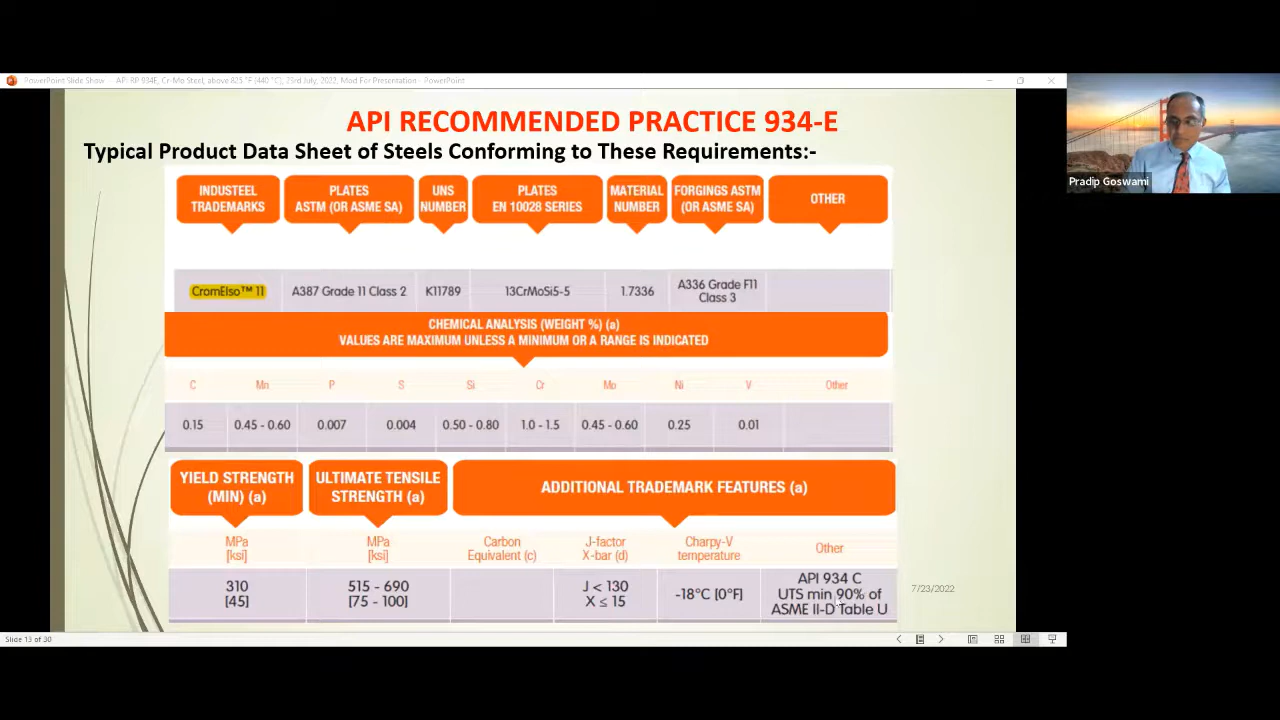 PowerPoint Slide Show - API RP 934E, Cr-Mo Steel, above 825 °F (440 °C), 23rd July, 2022, Mod For Presentation - PowerPoint
API RECOMMENDED PRACTICE 934-E
Typical Product Data Sheet of Steels Conforming to These Requirements:-
INDUSTEEL TRADEMARKS
PLATES ASTM (OR ASME SA)
UNS NUMBER
PLATES EN 10028 SERIES
MATERIAL NUMBER
FORGINGS ASTM (OR ASME SA)
OTHER
CromElso™ 11
A387 Grade 11 Class 2
K11789
13CrMoSi5-5
1.7336
A336 Grade F11 Class 3
CHEMICAL ANALYSIS (WEIGHT %) (a)
VALUES ARE MAXIMUM UNLESS A MINIMUM OR A RANGE IS INDICATED
C Mn P S Si Cr Mo Ni V Other
0.15 0.45 - 0.60 0.007 0.004 0.50 - 0.80 1.0 - 1.5 0.45 - 0.60 0.25 0.01
YIELD STRENGTH (MIN) (a)
ULTIMATE TENSILE STRENGTH (a)
ADDITIONAL TRADEMARK FEATURES (a)
MPa [ksi]
MPa [ksi]
Carbon Equivalent (c)
J-factor X-bar (d)
Charpy-V temperature
Other
310 [45]
515 - 690 [75 - 100]
J < 130
X ≤ 15
-18°C [0°F]
API 934 C
UTS min 90% of
ASME II-D Table U
7/23/2022
Slide 13 of 30
Pradip Goswami